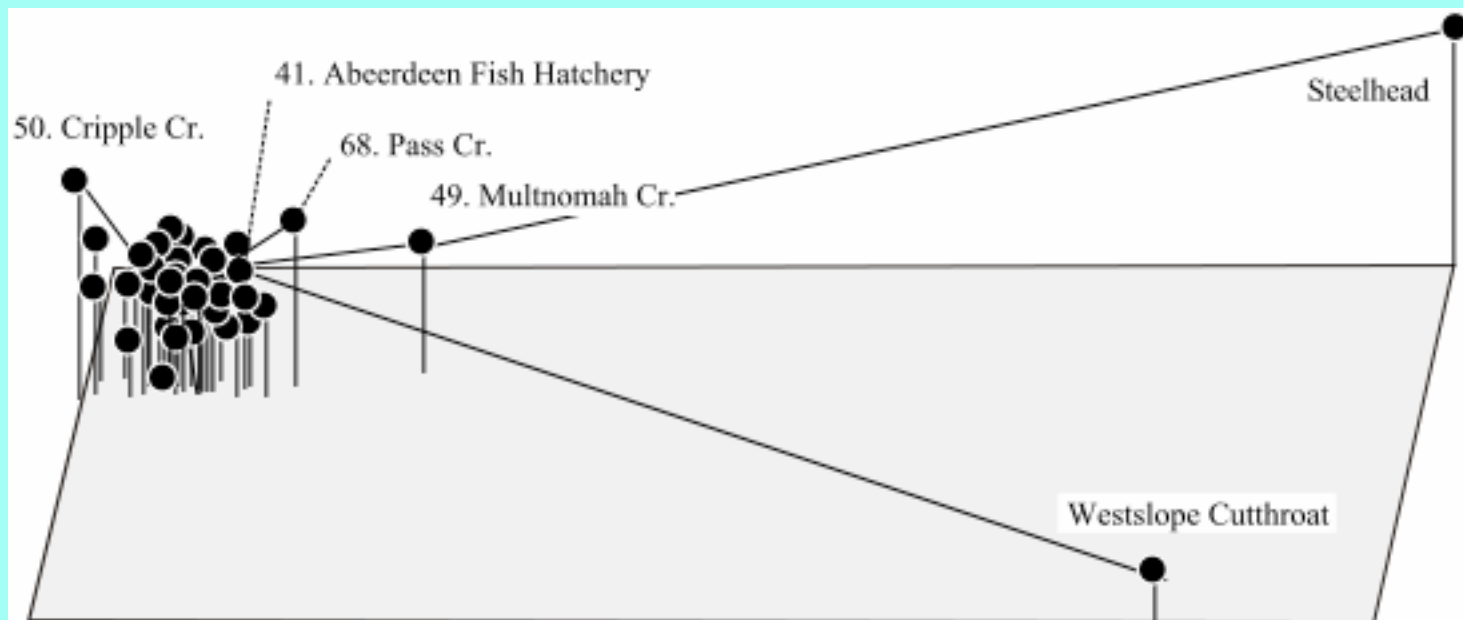 41. Abeerdeen Fish Hatchery
Steelhead
50. Cripple Cr.
68. Pass Cr.
49. Multnomah Cr.
Westslope Cutthroat